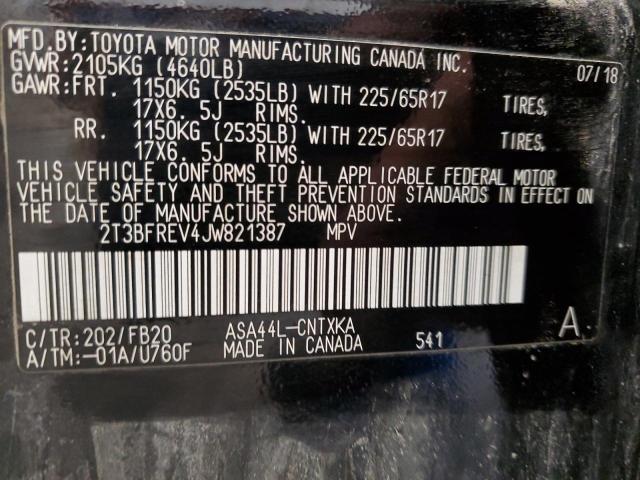 MFD.BY:TOYOTA MOTOR MANUFACTURING CANADA INC.
GVWR:2105KG (4640LB) 07/18
GAWR:FRT. 1150KG (2535LB) WITH 225/65R17 TIRES,
17X6. 5J RIMS.
RR. 1150KG (2535LB) WITH 225/65R17 TIRES,
17X6. 5J RIMS.
THIS VEHICLE CONFORMS TO ALL APPLICABLE FEDERAL MOTOR
VEHICLE SAFETY AND THEFT PREVENTION STANDARDS IN EFFECT ON
THE DATE OF MANUFACTURE SHOWN ABOVE.
2T3BFREV4JW821387 MPV
C/TR:202/FB20 ASA44L-CNTXKA A
A/TM:-01A/U760F MADE IN CANADA 541